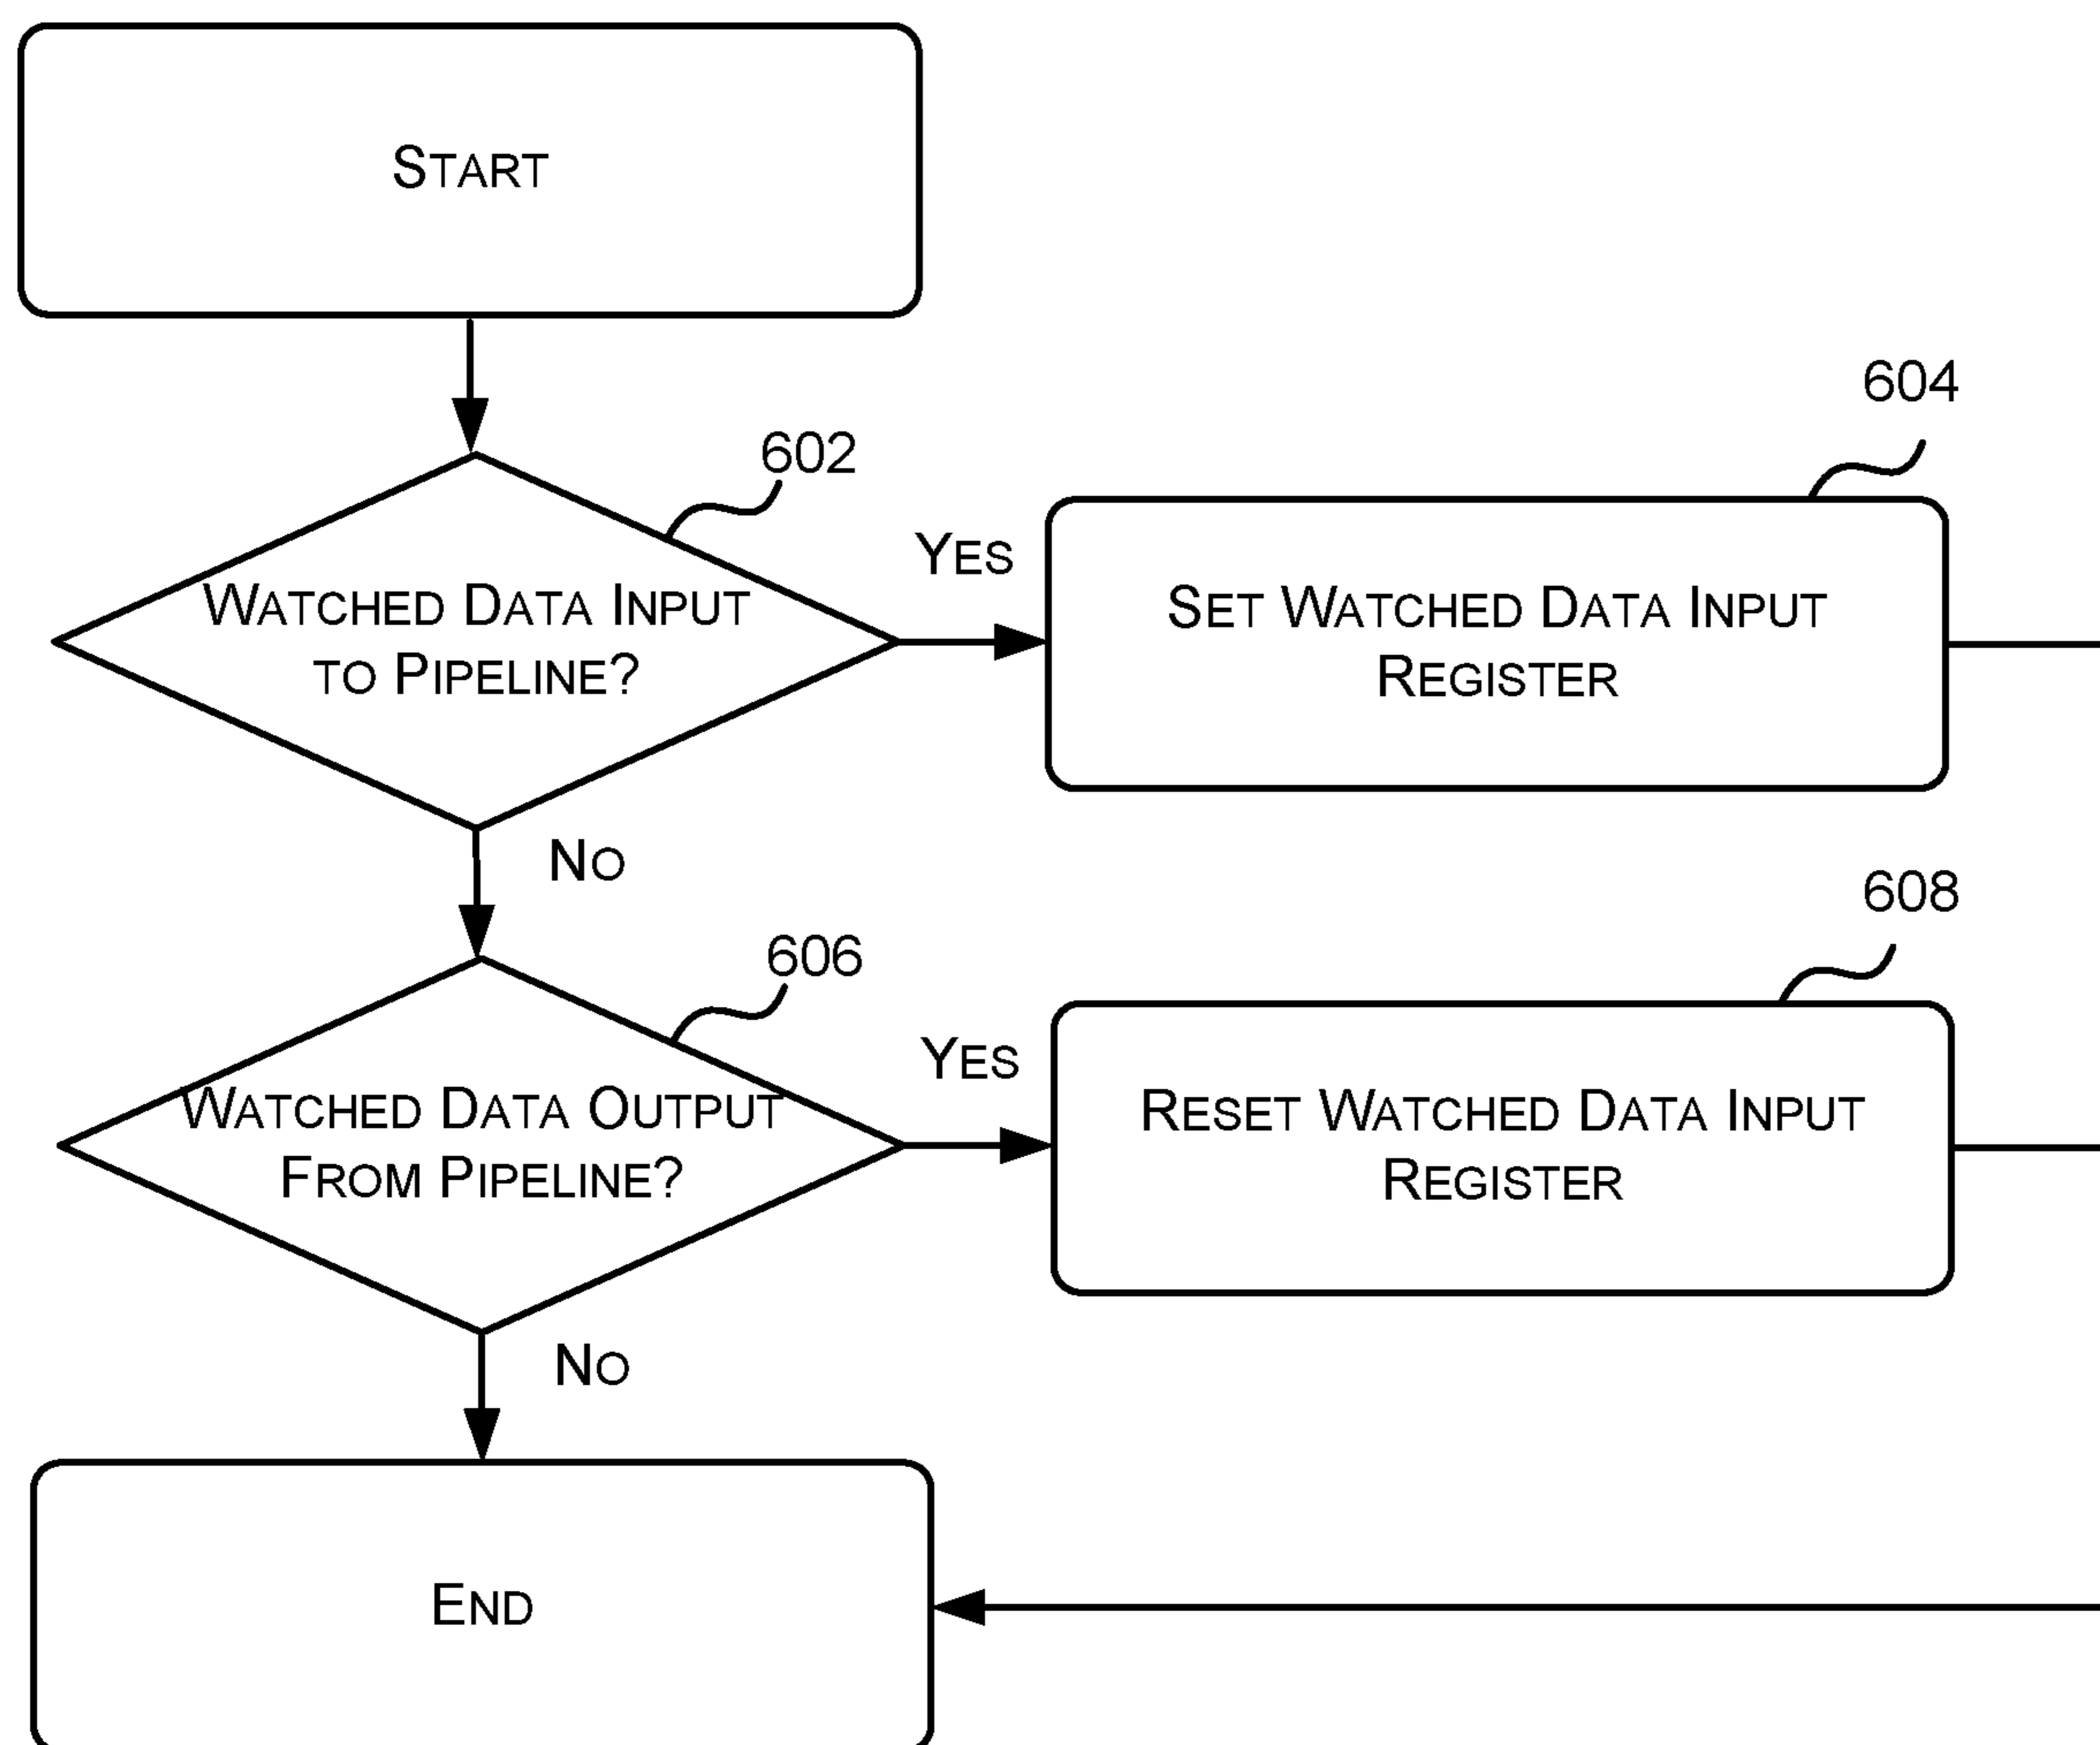 START
602
WATCHED DATA INPUT
TO PIPELINE?
YES
604
SET WATCHED DATA INPUT
REGISTER
NO
606
WATCHED DATA OUTPUT
FROM PIPELINE?
YES
608
RESET WATCHED DATA INPUT
REGISTER
NO
END